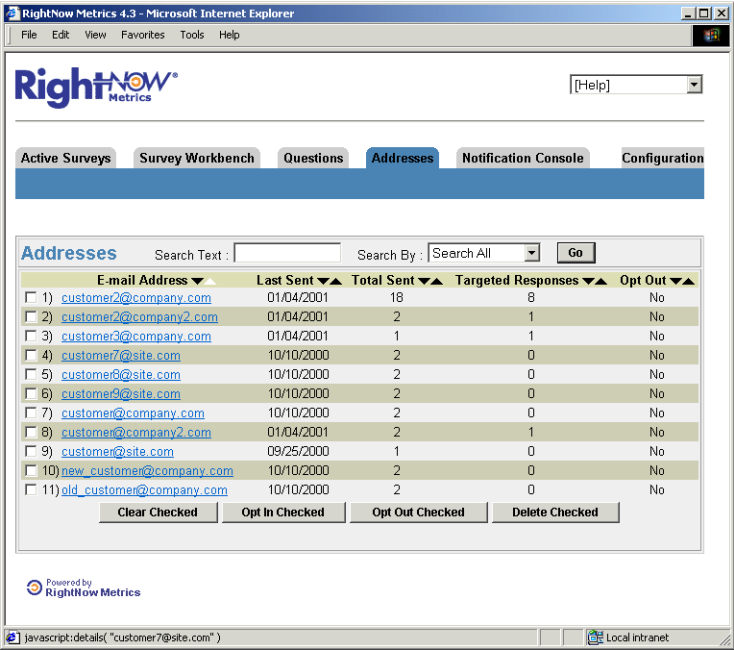 RightNow Metrics 4.3 - Microsoft Internet Explorer
File Edit View Favorites Tools Help
RightNOW®
Metrics
[Help]
Active Surveys Survey Workbench Questions Addresses Notification Console Configuration
Addresses Search Text : Search By : Search All Go
E-mail Address Last Sent Total Sent Targeted Responses Opt Out
1) customer2@company.com 01/04/2001 18 8 No
2) customer2@company2.com 01/04/2001 2 1 No
3) customer3@company.com 01/04/2001 1 1 No
4) customer7@site.com 10/10/2000 2 0 No
5) customer8@site.com 10/10/2000 2 0 No
6) customer9@site.com 10/10/2000 2 0 No
7) customer@company.com 10/10/2000 2 0 No
8) customer@company2.com 01/04/2001 2 1 No
9) customer@site.com 09/25/2000 1 0 No
10) new_customer@company.com 10/10/2000 2 0 No
11) old_customer@company.com 10/10/2000 2 0 No
Clear Checked Opt In Checked Opt Out Checked Delete Checked
Powered by
RightNow Metrics
javascript:details( "customer7@site.com" ) Local intranet